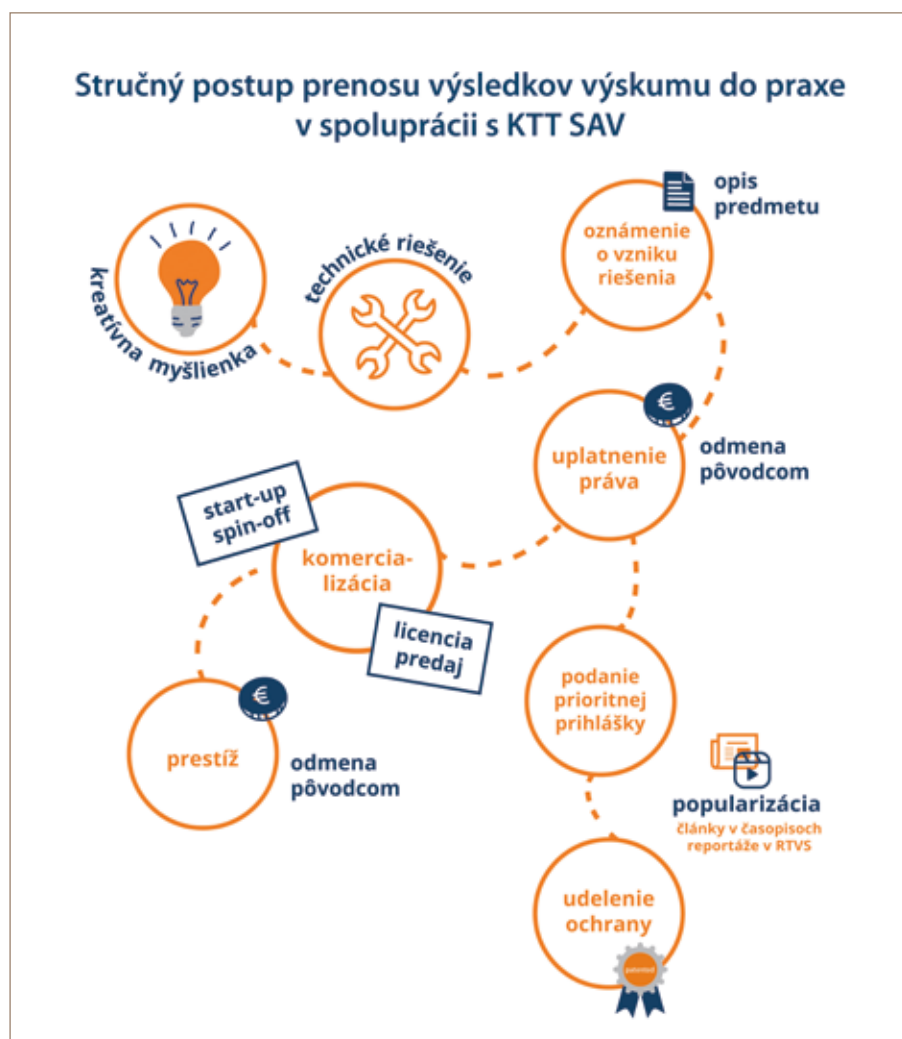 Stručný postup prenosu výsledkov výskumu do praxe
v spoluprácii s KTT SAV
kreatívna myšlienka
technické riešenie
oznámenie
o vzniku
riešenia
opis
predmetu
uplatnenie
práva
odmena
pôvodcom
start-up
spin-off
komercia-
lizácia
licencia
predaj
prestíž
odmena
pôvodcom
podanie
prioritnej
prihlášky
popularizácia
články v časopisoch
reportáže v RTVS
udelenie
ochrany
patented